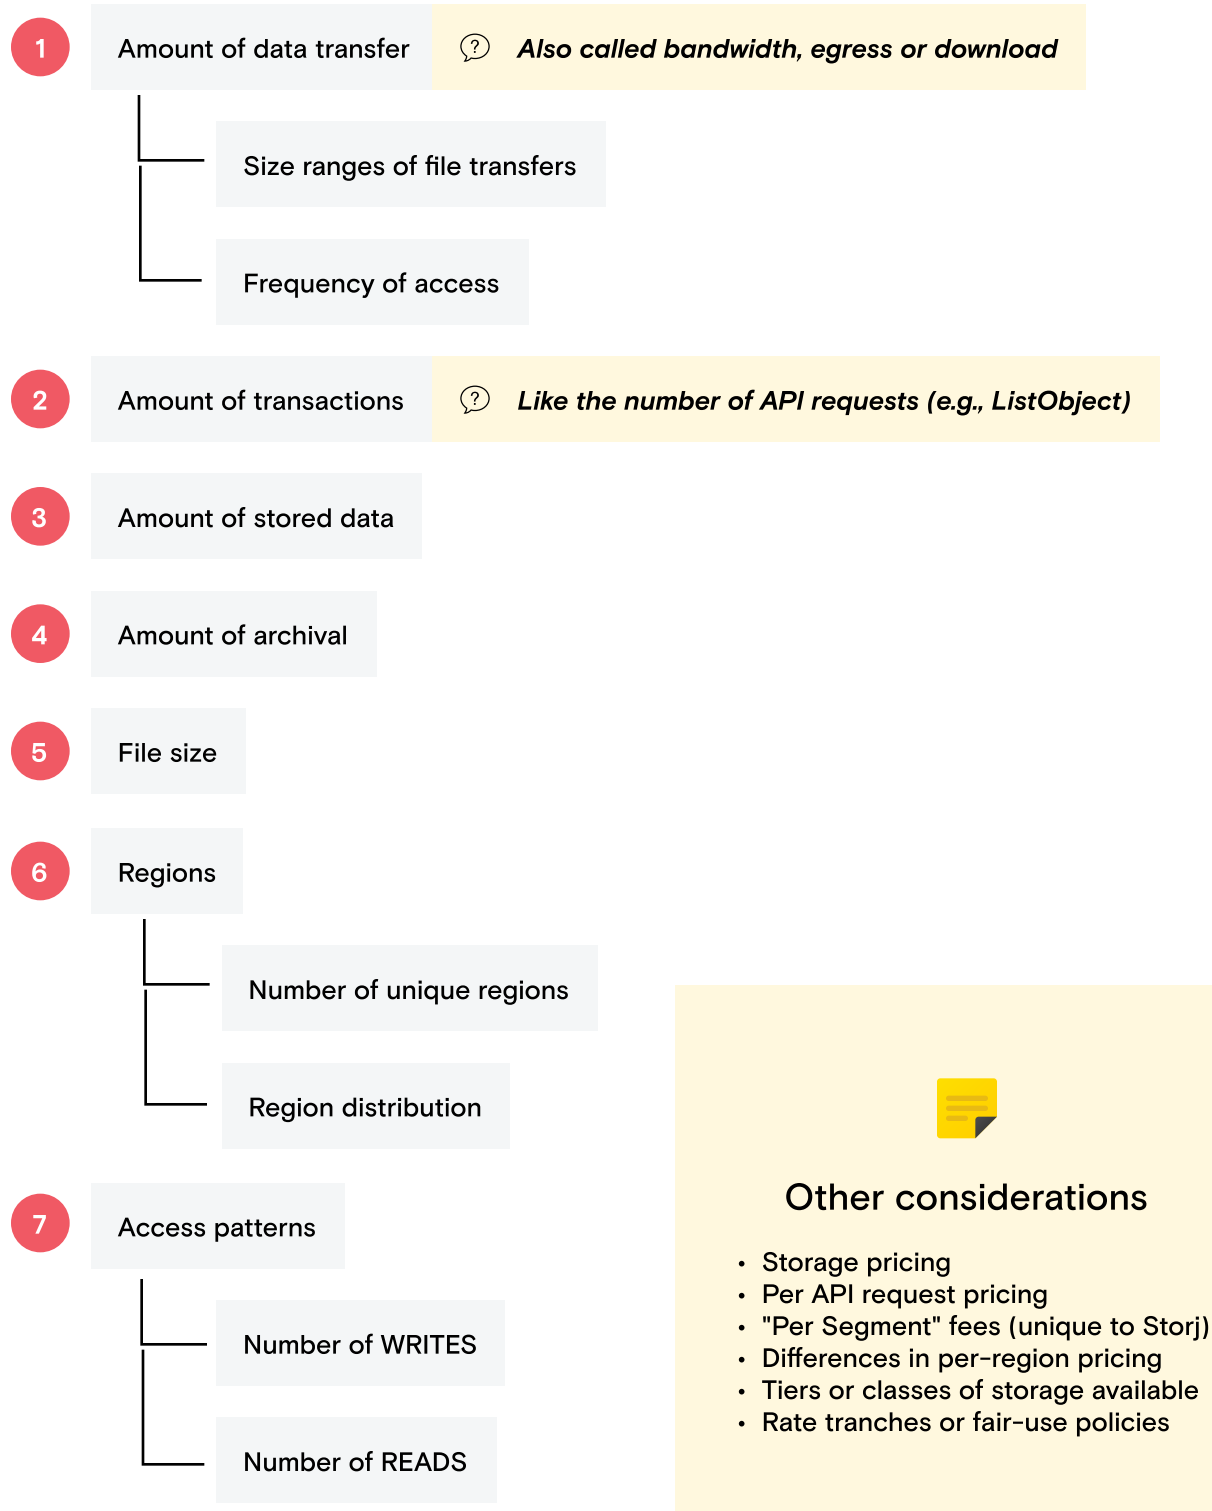 1
Amount of data transfer
? Also called bandwidth, egress or download
Size ranges of file transfers
Frequency of access
2
Amount of transactions
? Like the number of API requests (e.g., ListObject)
3
Amount of stored data
4
Amount of archival
5
File size
6
Regions
Number of unique regions
Region distribution
7
Access patterns
Number of WRITES
Number of READS
Other considerations
• Storage pricing
• Per API request pricing
• "Per Segment" fees (unique to Storj)
• Differences in per-region pricing
• Tiers or classes of storage available
• Rate tranches or fair-use policies